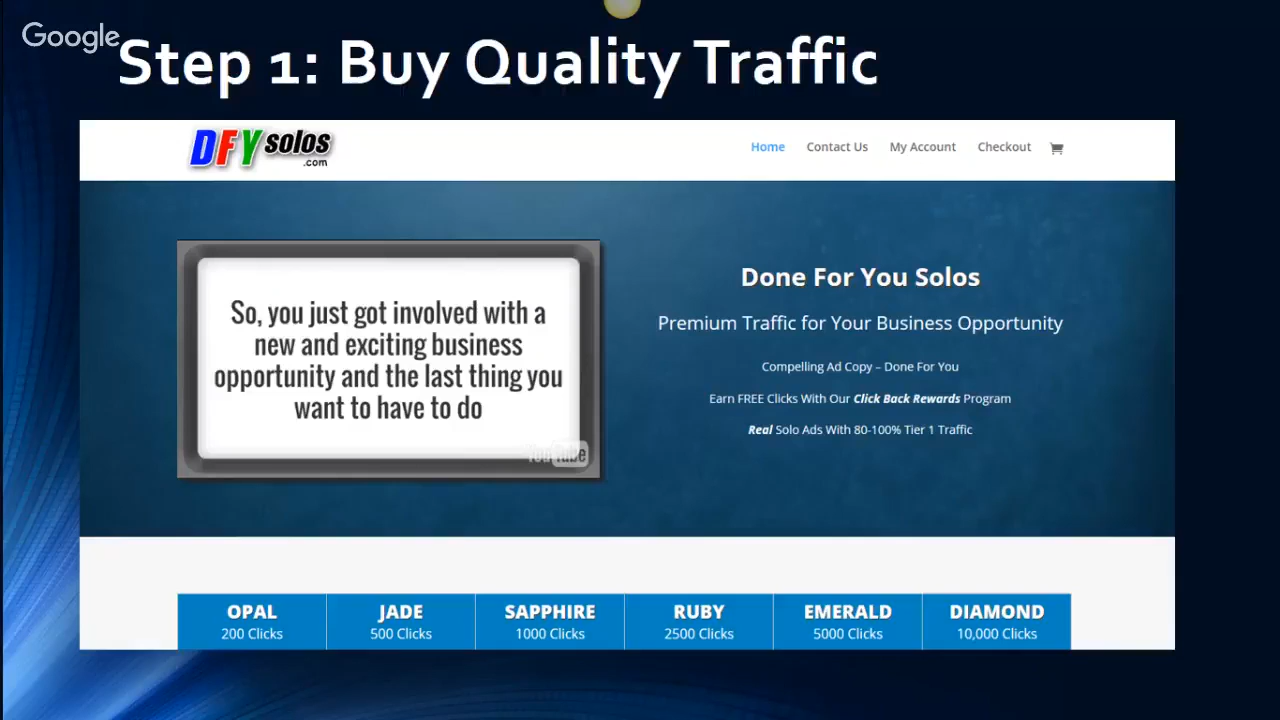 Google
Step 1: Buy Quality Traffic
DFY solos
.com
Home Contact Us My Account Checkout
So, you just got involved with a
new and exciting business
opportunity and the last thing you
want to have to do
YouTube
Done For You Solos
Premium Traffic for Your Business Opportunity
Compelling Ad Copy – Done For You
Earn FREE Clicks With Our Click Back Rewards Program
Real Solo Ads With 80-100% Tier 1 Traffic
OPAL JADE SAPPHIRE RUBY EMERALD DIAMOND
200 Clicks 500 Clicks 1000 Clicks 2500 Clicks 5000 Clicks 10,000 Clicks